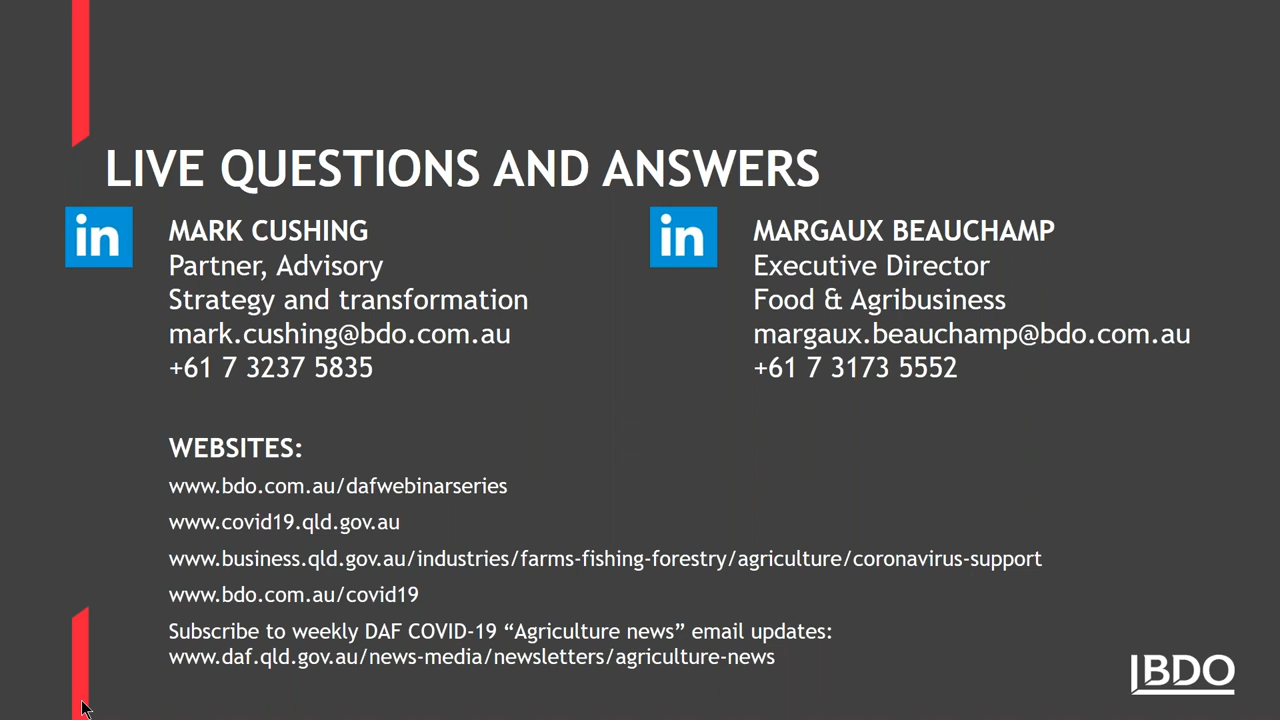 LIVE QUESTIONS AND ANSWERS
in
MARK CUSHING
Partner, Advisory
Strategy and transformation
mark.cushing@bdo.com.au
+61 7 3237 5835
in
MARGAUX BEAUCHAMP
Executive Director
Food & Agribusiness
margaux.beauchamp@bdo.com.au
+61 7 3173 5552
WEBSITES:
www.bdo.com.au/dafwebinarseries
www.covid19.qld.gov.au
www.business.qld.gov.au/industries/farms-fishing-forestry/agriculture/coronavirus-support
www.bdo.com.au/covid19
Subscribe to weekly DAF COVID-19 “Agriculture news” email updates:
www.daf.qld.gov.au/news-media/newsletters/agriculture-news
BDO